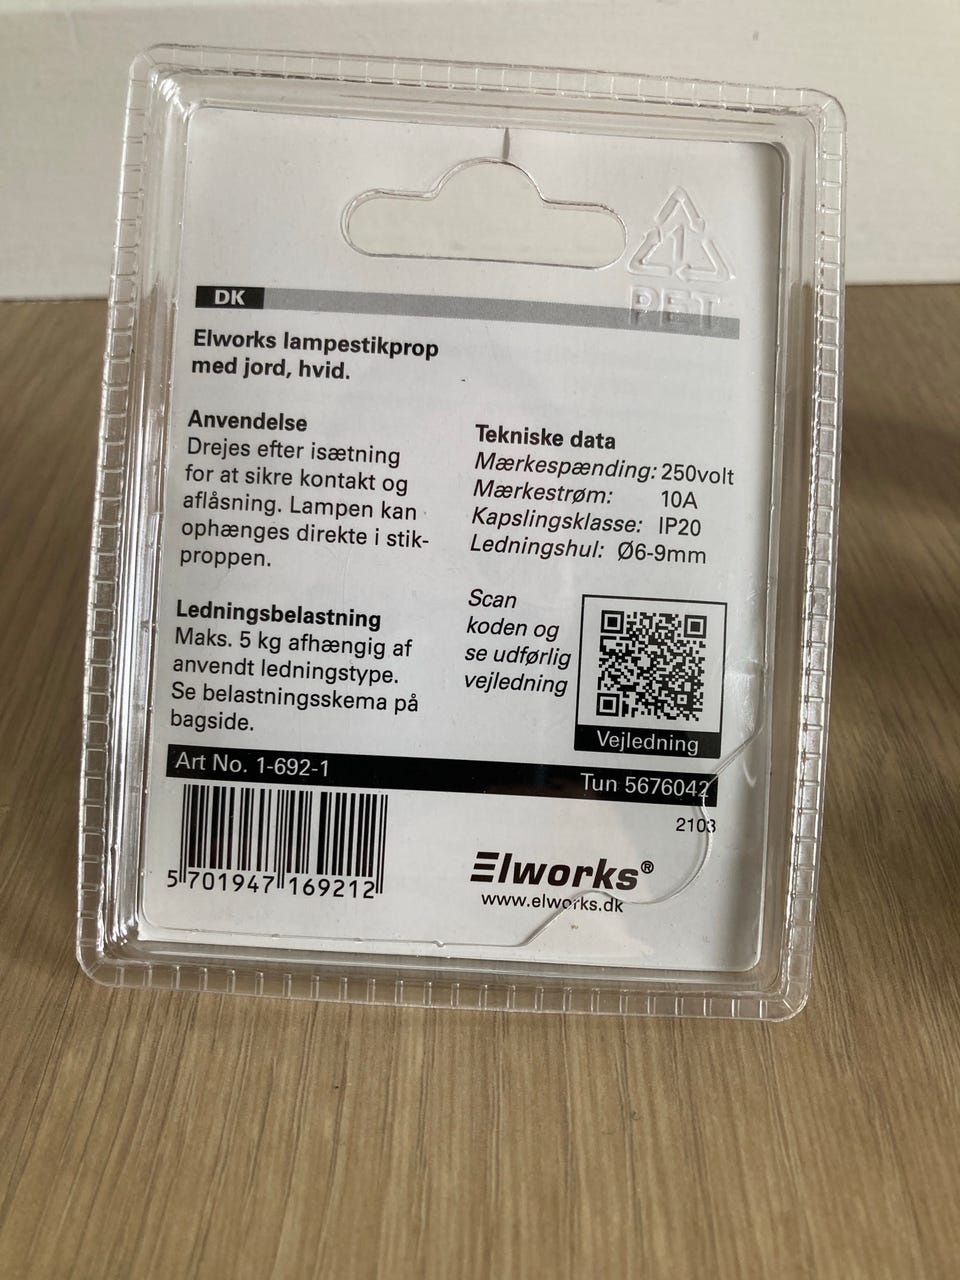 1
PET
DK
Elworks lampestikprop
med jord, hvid.
Anvendelse
Drejes efter isætning
for at sikre kontakt og
aflåsning. Lampen kan
ophænges direkte i stik-
proppen.
Ledningsbelastning
Maks. 5 kg afhængig af
anvendt ledningstype.
Se belastningsskema på
bagside.
Tekniske data
Mærkespænding: 250volt
Mærkestrøm: 10A
Kapslingsklasse: IP20
Ledningshul: Ø6-9mm
Scan
koden og
se udførlig
vejledning
Vejledning
Art No. 1-692-1
Tun 5676042
2103
5 701947 169212
Elworks®
www.elworks.dk